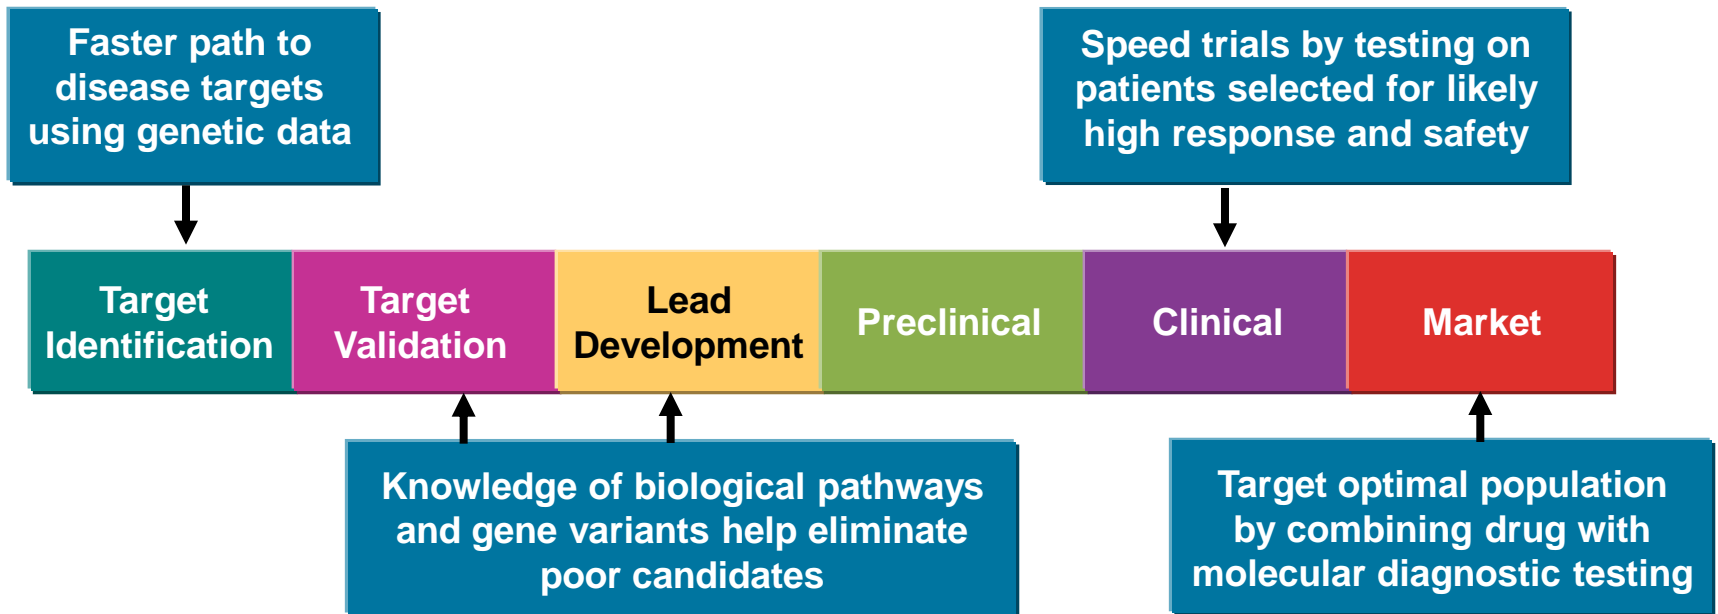 Faster path to
disease targets
using genetic data
Speed trials by testing on
patients selected for likely
high response and safety
Target
Identification
Target
Validation
Lead
Development
Preclinical
Clinical
Market
Knowledge of biological pathways
and gene variants help eliminate
poor candidates
Target optimal population
by combining drug with
molecular diagnostic testing